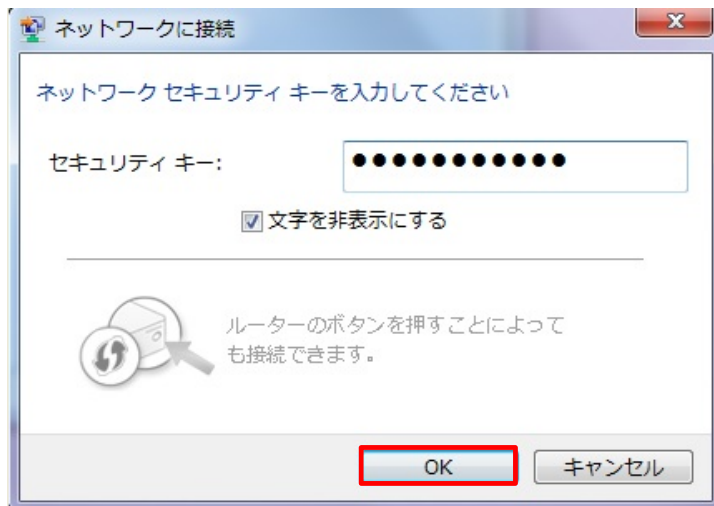 ネットワークに接続
ネットワーク セキュリティ キーを入力してください
セキュリティ キー: ●●●●●●●●●●●
文字を非表示にする
ルーターのボタンを押すことによって
も接続できます。
OK キャンセル